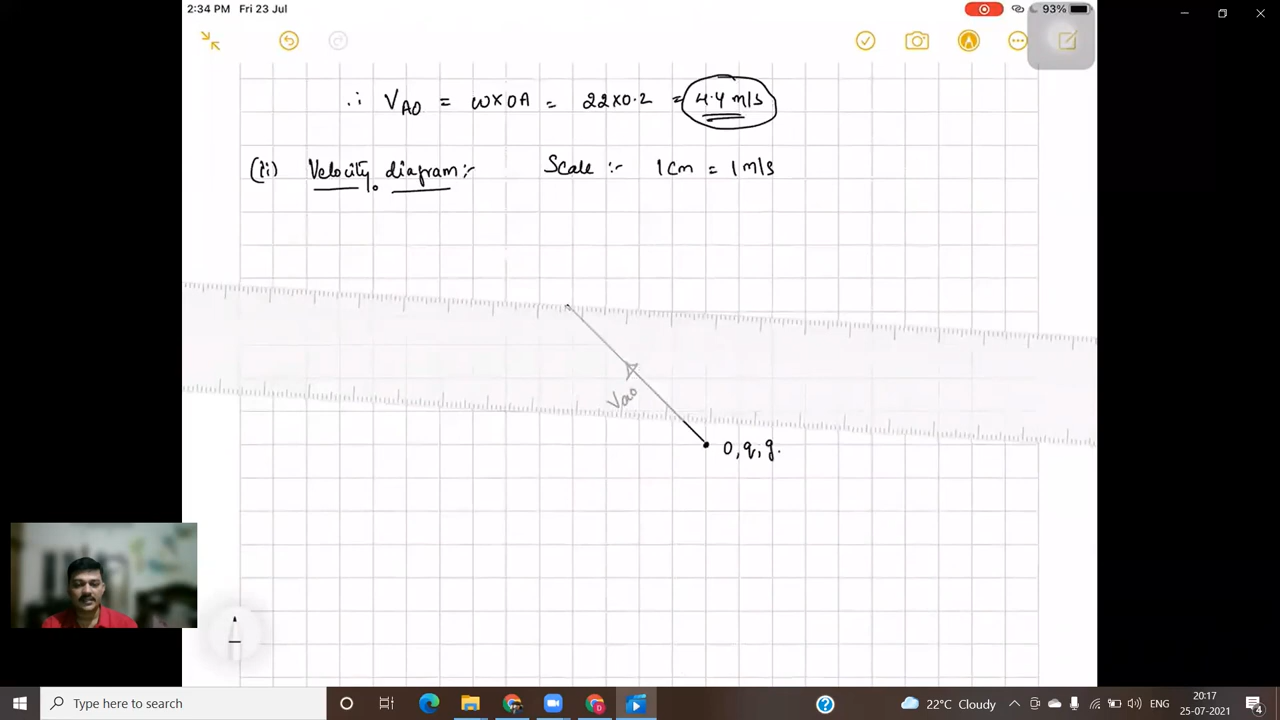 2:34 PM Fri 23 Jul
93%
∴ VAO = ω×OA = 22×0.2 = 4.4 m/s
(ii) Velocity diagram:- Scale :- 1cm = 1m/s
Vao
O, q, g.
Type here to search
22°C Cloudy
ENG
20:17
25-07-2021